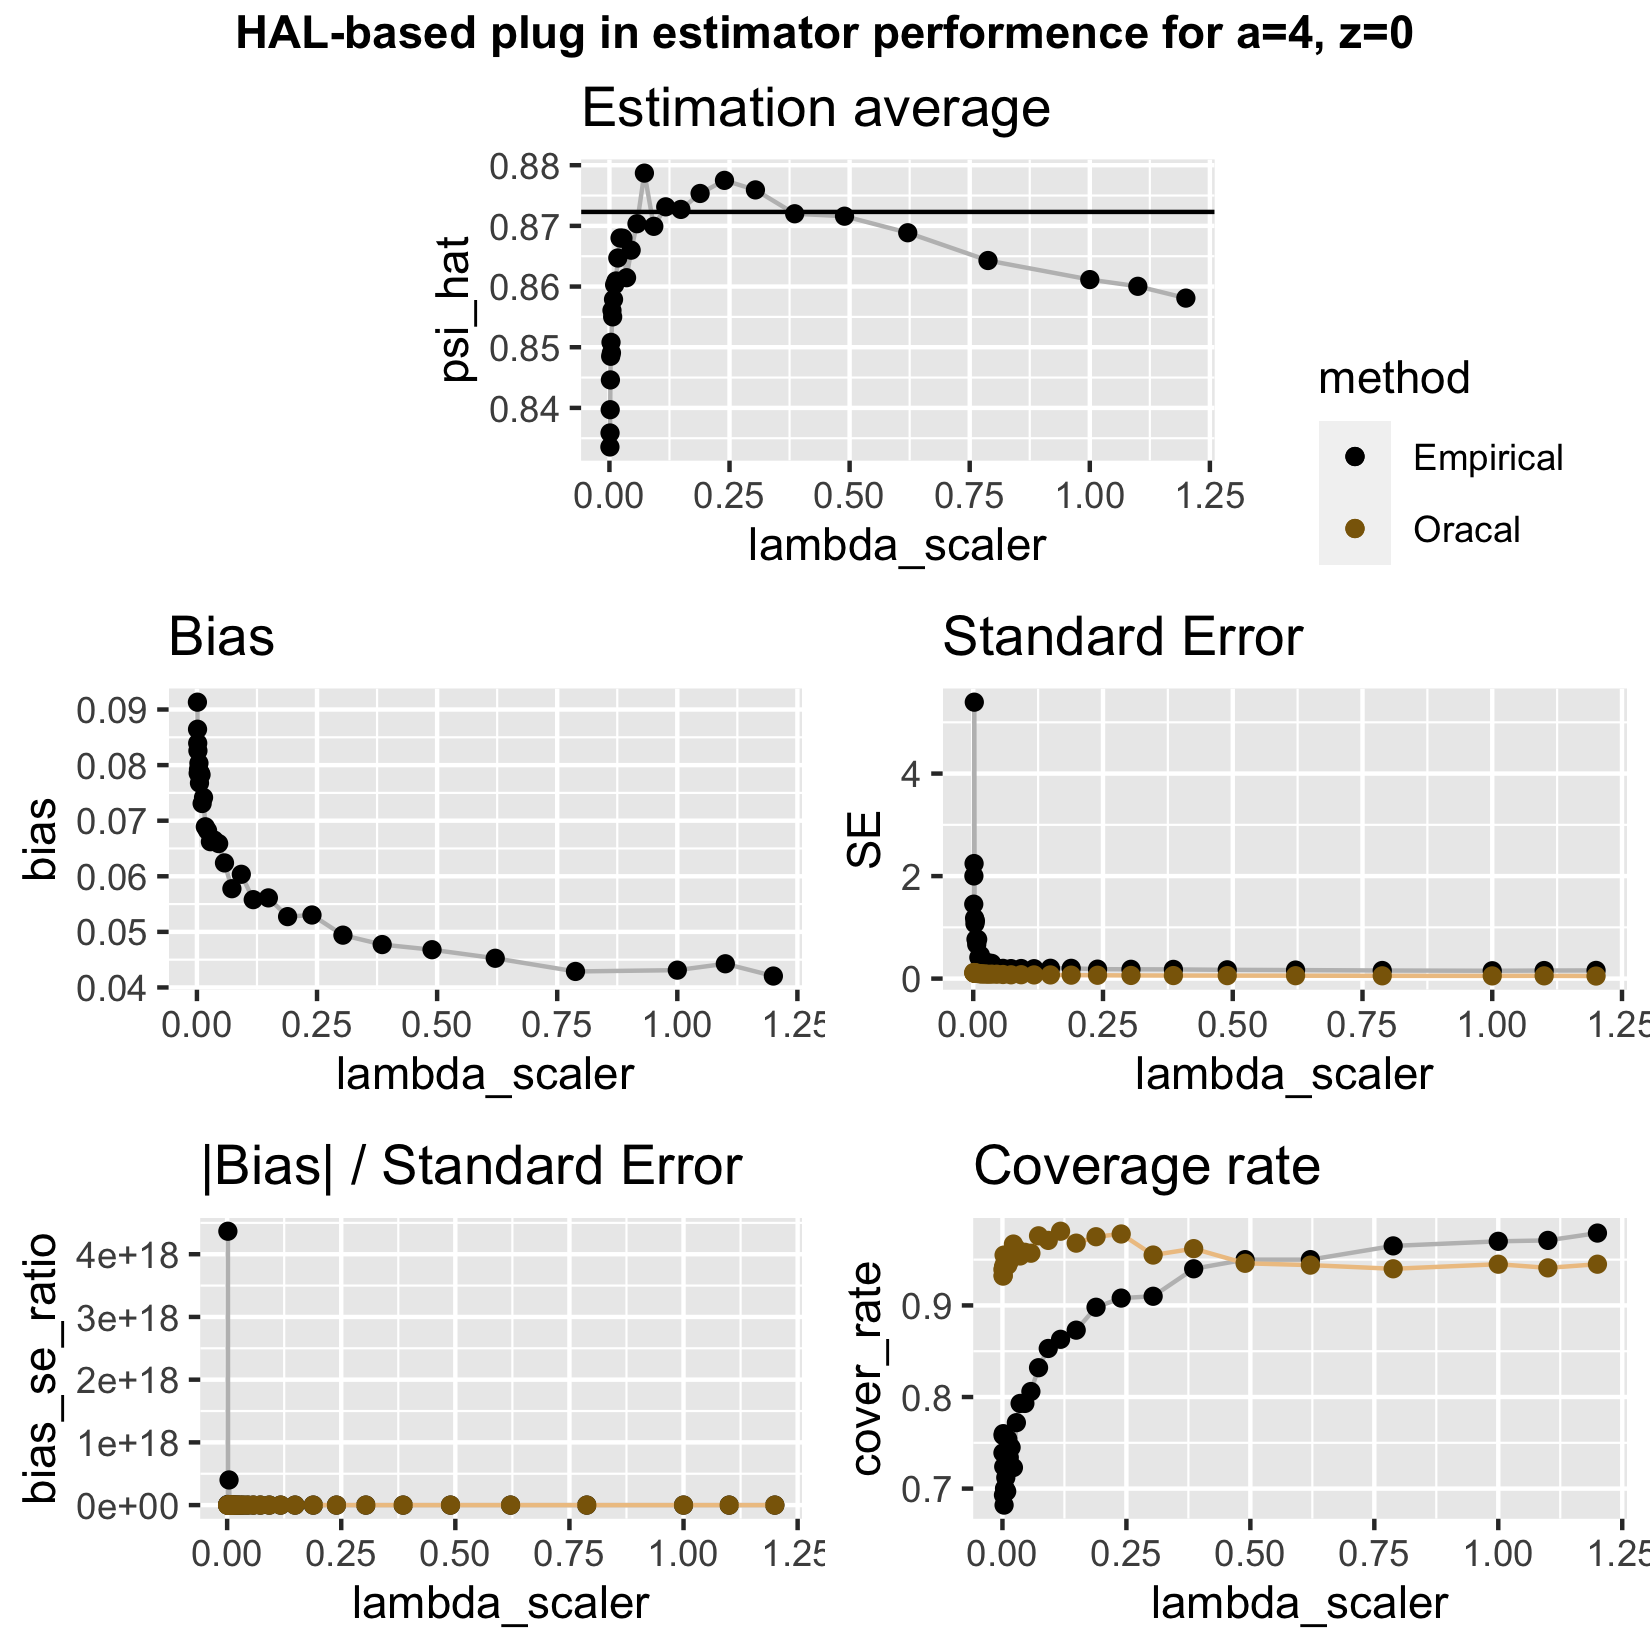 HAL-based plug in estimator performence for a=4, z=0
Estimation average
psi_hat
0.88
0.87
0.86
0.85
0.84
0.00 0.25 0.50 0.75 1.00 1.25
lambda_scaler
method
Empirical
Oracal
Bias
bias
0.09
0.08
0.07
0.06
0.05
0.04
0.00 0.25 0.50 0.75 1.00 1.25
lambda_scaler
Standard Error
SE
4
2
0
0.00 0.25 0.50 0.75 1.00 1.25
lambda_scaler
|Bias| / Standard Error
bias_se_ratio
4e+18
3e+18
2e+18
1e+18
0e+00
0.00 0.25 0.50 0.75 1.00 1.25
lambda_scaler
Coverage rate
cover_rate
0.9
0.8
0.7
0.00 0.25 0.50 0.75 1.00 1.25
lambda_scaler